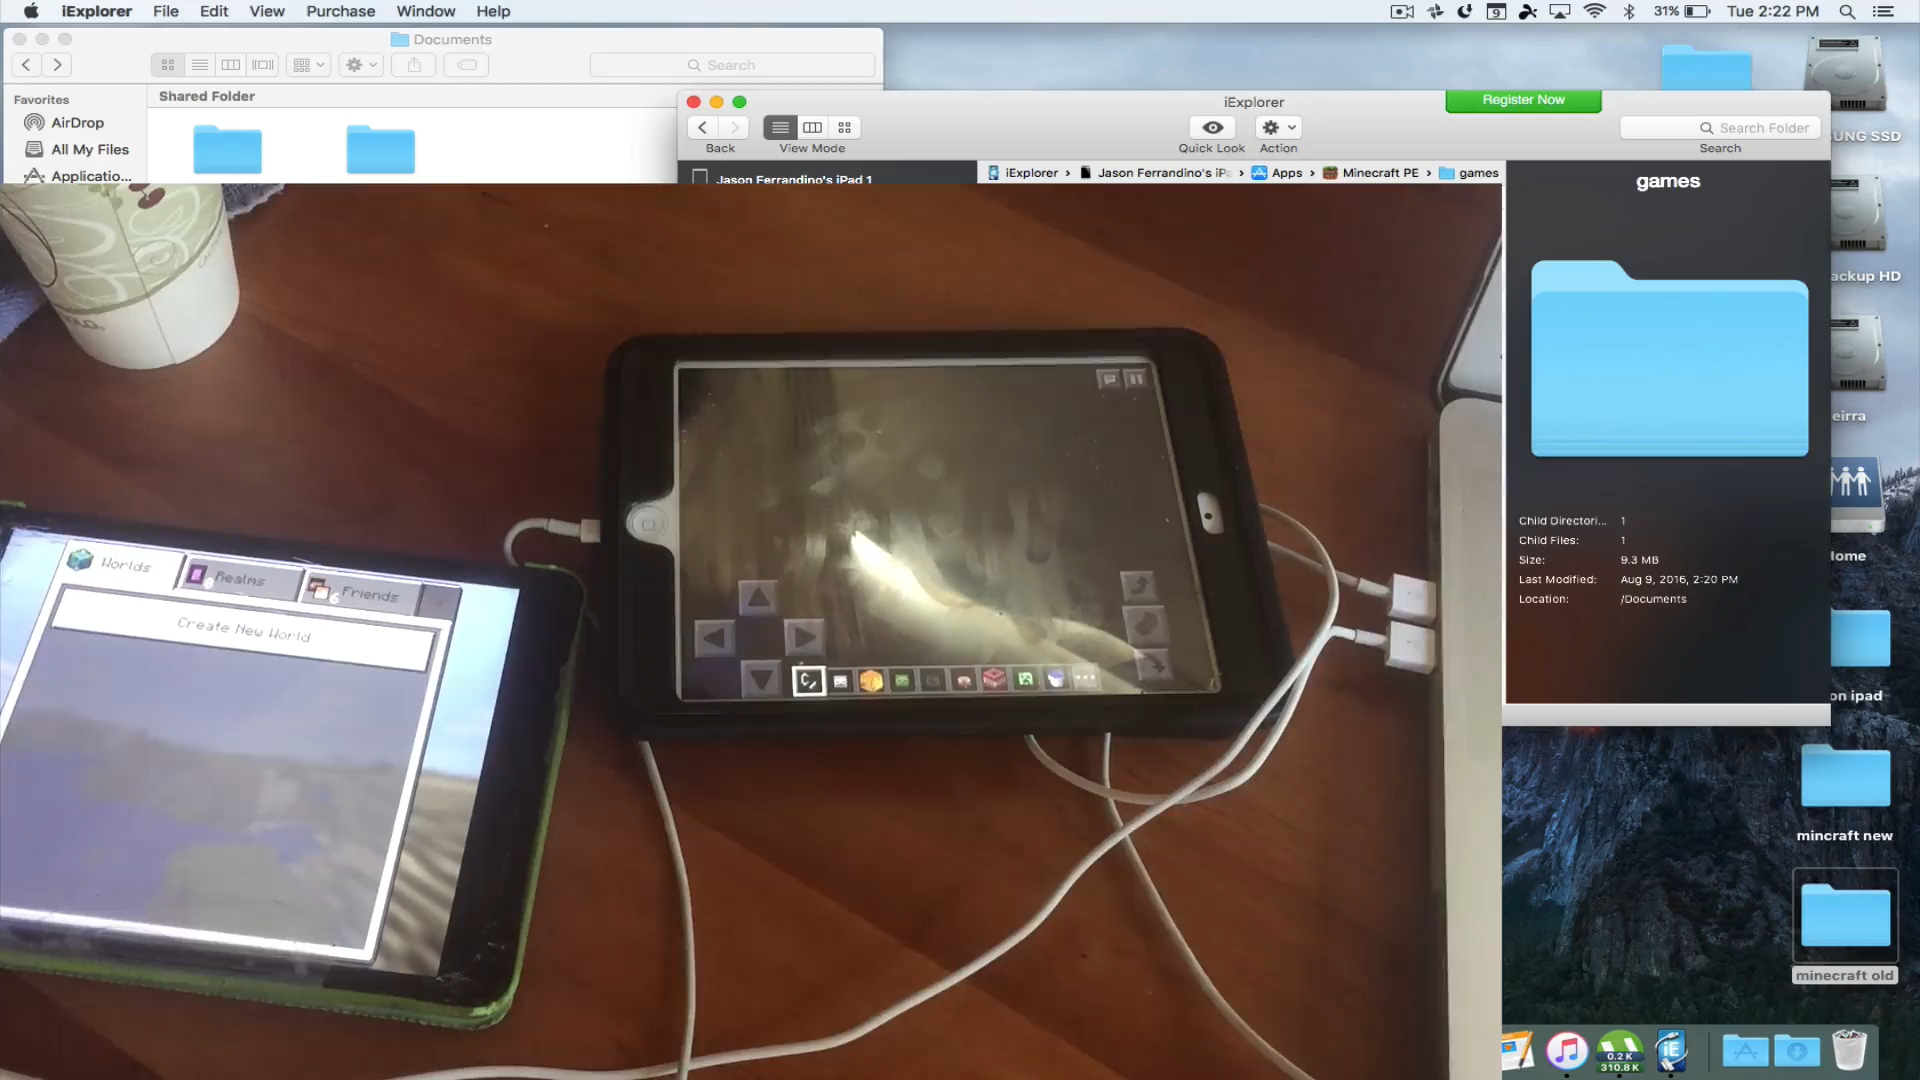 iExplorer File Edit View Purchase Window Help
9 31% Tue 2:22 PM
Documents
Search
Favorites
AirDrop
All My Files
Applicatio...
Shared Folder
iExplorer
Register Now
Back
View Mode
Quick Look
Action
Search Folder
Search
Jason Ferrandino's iPad 1
iExplorer › Jason Ferrandino's iP › Apps › Minecraft PE › games
games
Child Directori... 1
Child Files: 1
Size: 9.3 MB
Last Modified: Aug 9, 2016, 2:20 PM
Location: /Documents
UNG SSD
ackup HD
eirra
ome
on ipad
mincraft new
minecraft old
Worlds
Realms
Friends
Create New World
iE
0.2 K
310.8 K